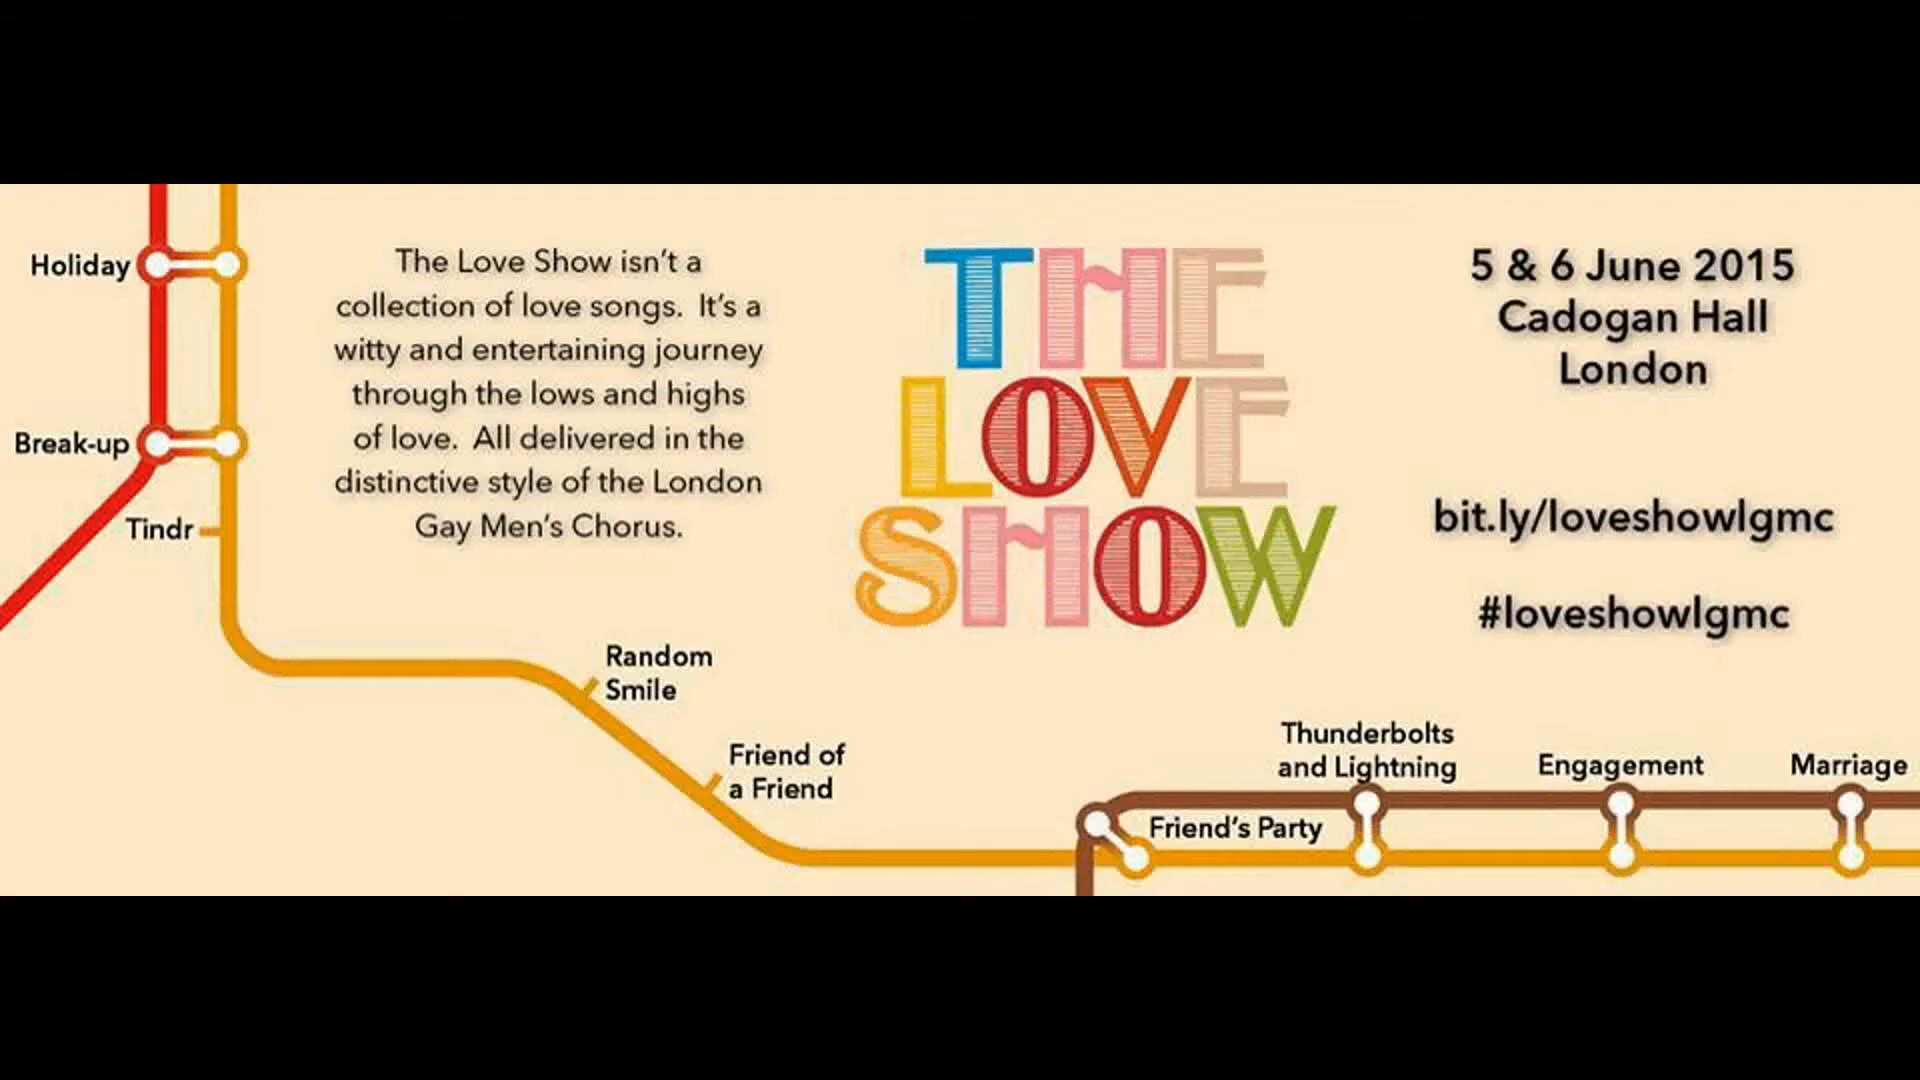 Holiday
Break-up
Tindr
The Love Show isn't a
collection of love songs.  It's a
witty and entertaining journey
through the lows and highs
of love.  All delivered in the
distinctive style of the London
Gay Men's Chorus.
THE
LOVE
SHOW
5 & 6 June 2015
Cadogan Hall
London
bit.ly/loveshowlgmc
#loveshowlgmc
Random
Smile
Friend of
a Friend
Friend's Party
Thunderbolts
and Lightning
Engagement
Marriage